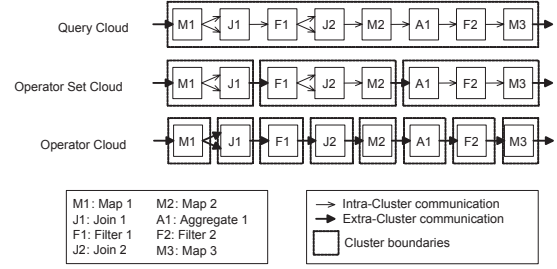 Query Cloud M1 J1 F1 J2 M2 A1 F2 M3
Operator Set Cloud M1 J1 F1 J2 M2 A1 F2 M3
Operator Cloud M1 J1 F1 J2 M2 A1 F2 M3
M1: Map 1 M2: Map 2
J1: Join 1 A1: Aggregate 1
F1: Filter 1 F2: Filter 2
J2: Join 2 M3: Map 3
Intra-Cluster communication
Extra-Cluster communication
Cluster boundaries